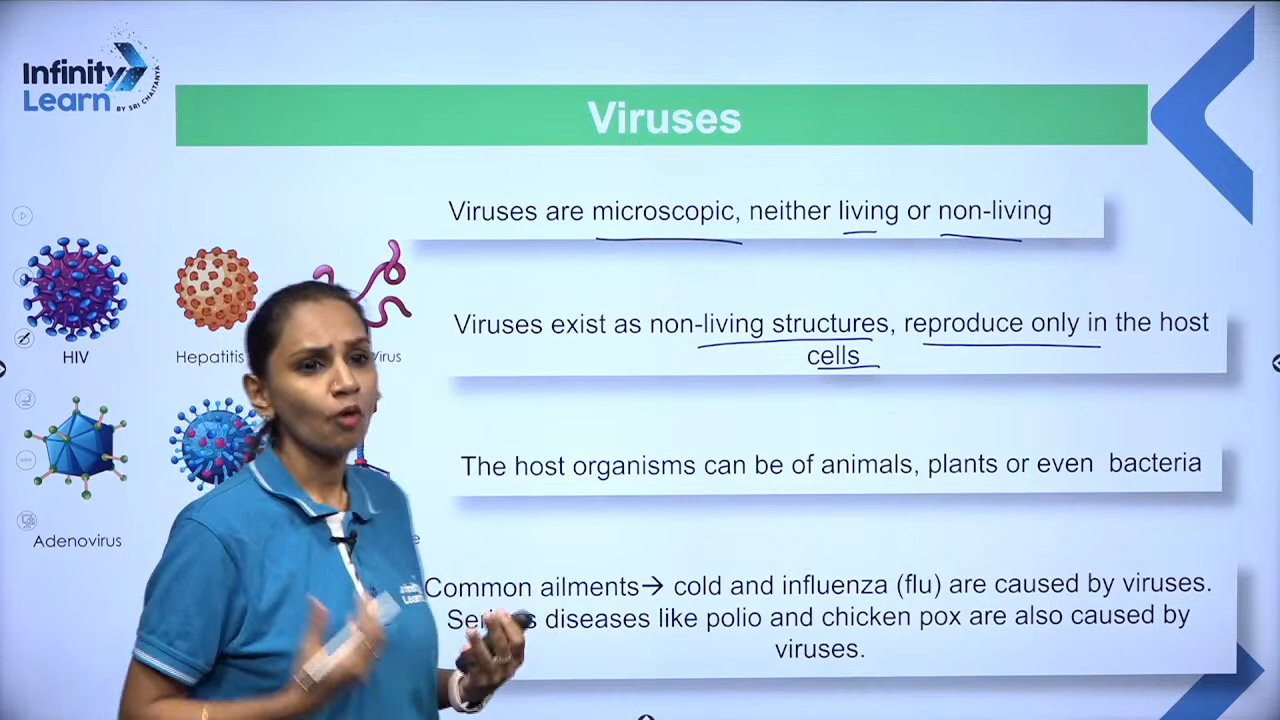 Infinity
Learn
BY SRI CHAITANYA
Viruses
Viruses are microscopic, neither living or non-living
Viruses exist as non-living structures, reproduce only in the host
cells
HIV
Hepatitis
Virus
The host organisms can be of animals, plants or even bacteria
Adenovirus
Common ailments→ cold and influenza (flu) are caused by viruses.
diseases like polio and chicken pox are also caused by
viruses.
Learn